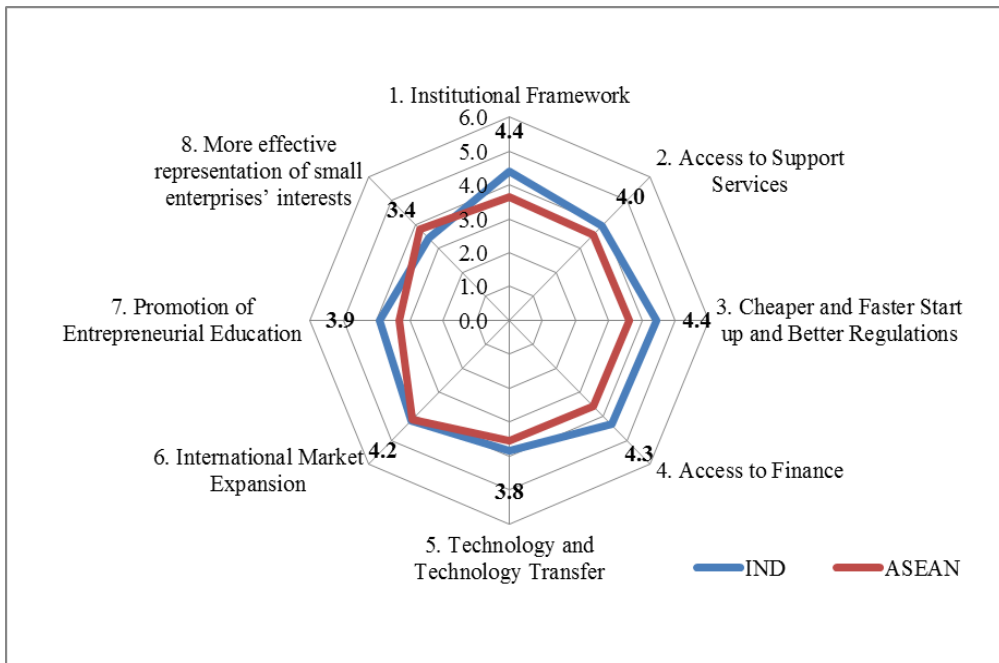 1. Institutional Framework
6.0
4.4
5.0
4.0
3.0
2.0
1.0
0.0
2. Access to Support
Services
4.0
3. Cheaper and Faster Start
up and Better Regulations
4.4
4. Access to Finance
4.3
5. Technology and
Technology Transfer
3.8
6. International Market
Expansion
4.2
7. Promotion of
Entrepreneurial Education
3.9
8. More effective
representation of small
enterprises’ interests
3.4
IND
ASEAN